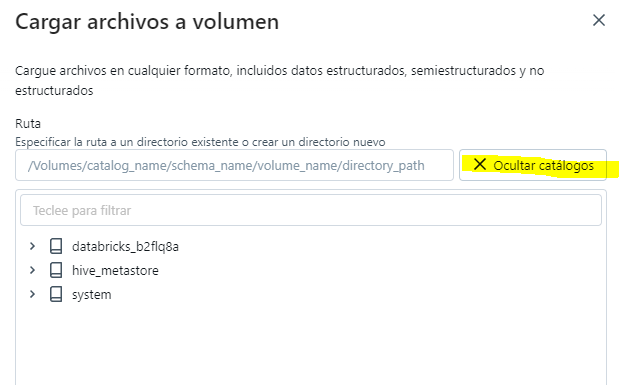 Cargar archivos a volumen
Cargue archivos en cualquier formato, incluidos datos estructurados, semiestructurados y no
estructurados
Ruta
Especificar la ruta a un directorio existente o crear un directorio nuevo
/Volumes/catalog_name/schema_name/volume_name/directory_path
Ocultar catálogos
Teclee para filtrar
databricks_b2flq8a
hive_metastore
system